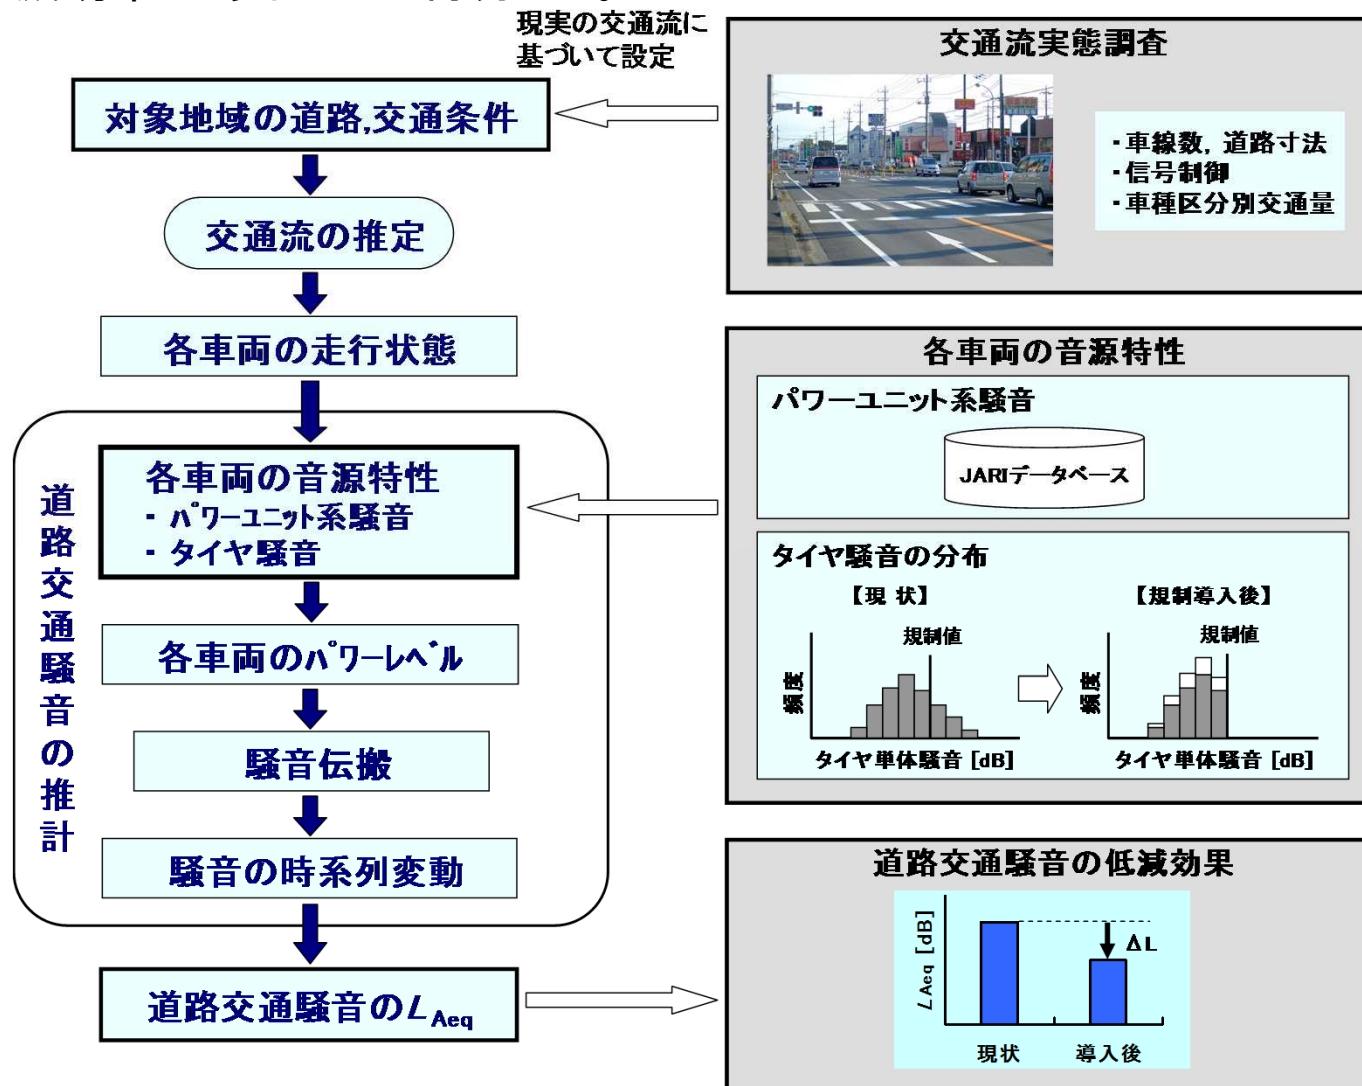 現実の交通流に
基づいて設定
対象地域の道路,交通条件
交通流の推定
各車両の走行状態
道路交通騒音の推計
各車両の音源特性
- パワーユニット系騒音
- タイヤ騒音
各車両のパワーレベル
騒音伝搬
騒音の時系列変動
道路交通騒音のLAeq
交通流実態調査
・車線数, 道路寸法
・信号制御
・車種区分別交通量
各車両の音源特性
パワーユニット系騒音
JARIデータベース
タイヤ騒音の分布
【現 状】
【規制導入後】
規制値
規制値
頻度
頻度
タイヤ単体騒音 [dB]
タイヤ単体騒音 [dB]
道路交通騒音の低減効果
LAeq [dB]
ΔL
現状
導入後